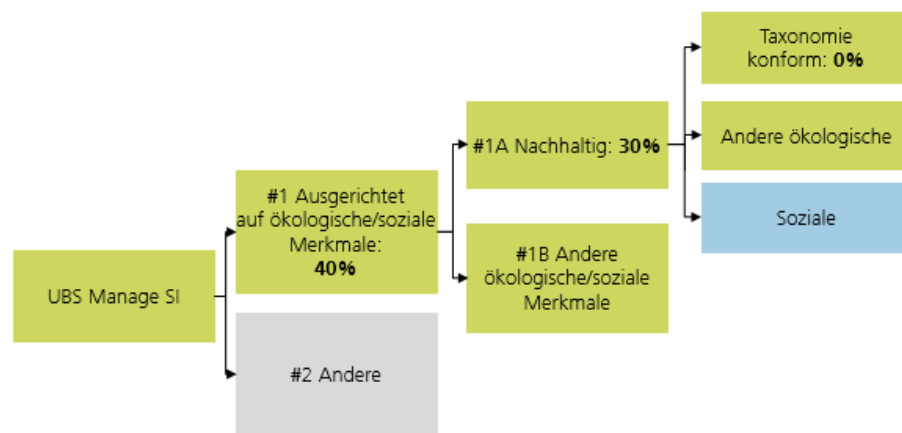 UBS Manage SI
#1 Ausgerichtet
auf ökologische/soziale
Merkmale:
40%
#2 Andere
#1A Nachhaltig: 30%
#1B Andere
ökologische/soziale
Merkmale
Taxonomie
konform: 0%
Andere ökologische
Soziale